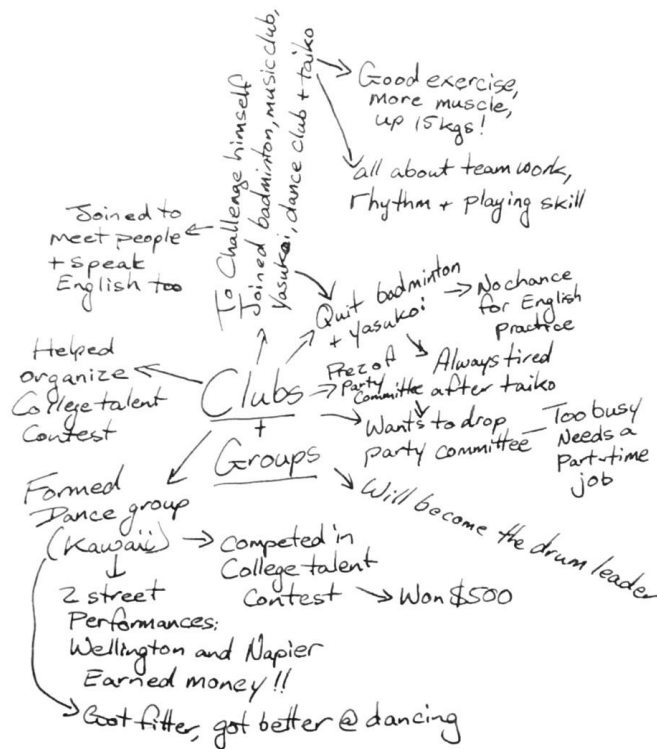 To Challenge himself
Joined badminton, music club,
Yasukoi, dance club + taiko
Good exercise,
more muscle,
up 15kgs!
all about team work,
rhythm + playing skill
Joined to
meet people
+ speak
English too
Quit badminton
+ Yasukoi
No chance
for English
practice
Always tired
after taiko
Helped
organize
College talent
Contest
Clubs
+
Groups
Prez of
Party
Committee
Wants to drop
party committee
Too busy
Needs a
Part-time
job
Will become the drum leader
Formed
Dance group
(Kawaii)
competed in
College talent
Contest
Won $500
2 street
Performances:
Wellington and Napier
Earned money!!
Got fitter, got better @ dancing